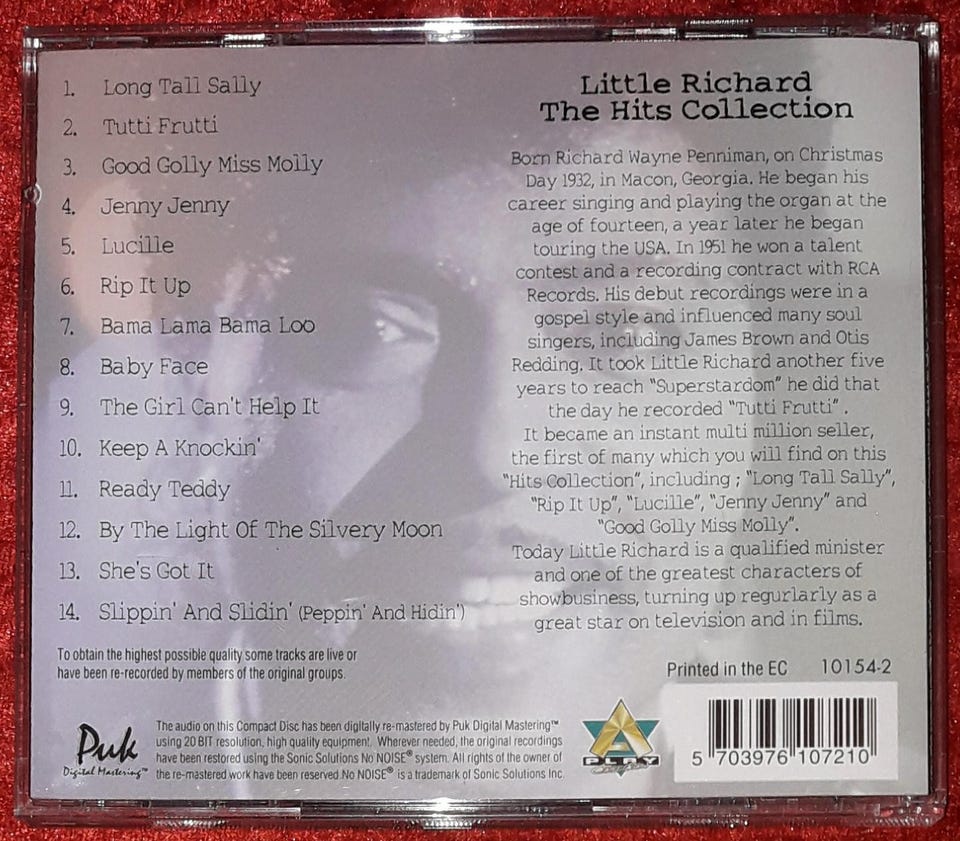 1. Long Tall Sally
2. Tutti Frutti
3. Good Golly Miss Molly
4. Jenny Jenny
5. Lucille
6. Rip It Up
7. Bama Lama Bama Loo
8. Baby Face
9. The Girl Can't Help It
10. Keep A Knockin'
11. Ready Teddy
12. By The Light Of The Silvery Moon
13. She's Got It
14. Slippin' And Slidin' (Peppin' And Hidin')
To obtain the highest possible quality some tracks are live or
have been re-recorded by members of the original groups.
Little Richard
The Hits Collection
Born Richard Wayne Penniman, on Christmas
Day 1932, in Macon, Georgia. He began his
career singing and playing the organ at the
age of fourteen, a year later he began
touring the USA. In 1951 he won a talent
contest and a recording contract with RCA
Records. His debut recordings were in a
gospel style and influenced many soul
singers, including James Brown and Otis
Redding. It took Little Richard another five
years to reach "Superstardom" he did that
the day he recorded "Tutti Frutti" .
It became an instant multi million seller,
the first of many which you will find on this
"Hits Collection", including ; "Long Tall Sally",
"Rip It Up", "Lucille", "Jenny Jenny" and
"Good Golly Miss Molly".
Today Little Richard is a qualified minister
and one of the greatest characters of
showbusiness, turning up regurlarly as a
great star on television and in films.
Printed in the EC 10154-2
Puk
Digital Mastering™
The audio on this Compact Disc has been digitally re-mastered by Puk Digital Mastering™
using 20 BIT resolution, high quality equipment. Wherever needed, the original recordings
have been restored using the Sonic Solutions No NOISE® system. All rights of the owner of
the re-mastered work have been reserved. No NOISE® is a trademark of Sonic Solutions Inc.
A
PLAY
5 703976 107210